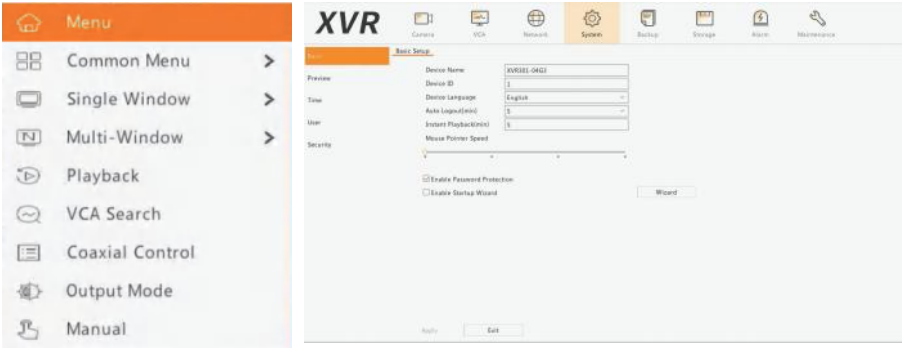 Menu
Common Menu >
Single Window >
Multi-Window >
Playback
VCA Search
Coaxial Control
Output Mode
Manual
XVR
Camera VCA Network System Backup Storage Alarm Maintenance
Basic Basic Setup
Device Name XVR301-04G3
Device ID 1
Preview
Device Language English
Time
Auto Logout(min) 5
Instant Playback(min) 5
User
Mouse Pointer Speed
Security
Enable Password Protection
Enable Startup Wizard Wizard
Apply Exit